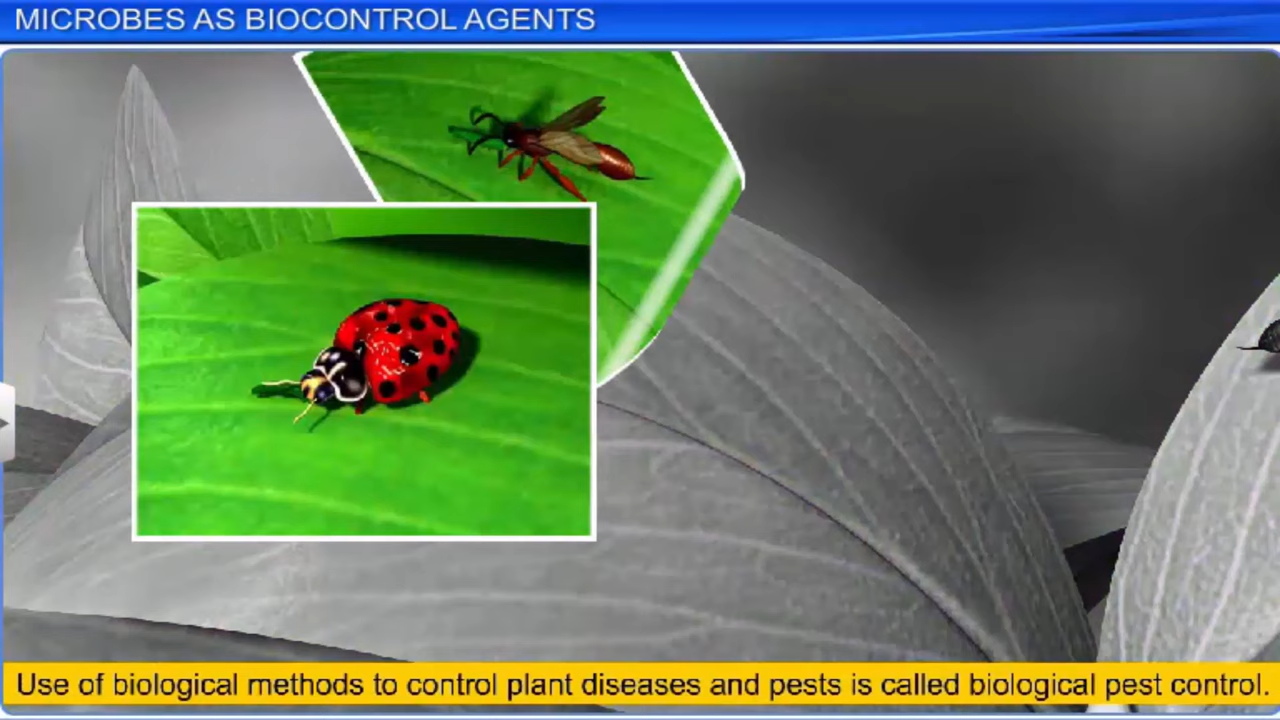 MICROBES AS BIOCONTROL AGENTS
Use of biological methods to control plant diseases and pests is called biological pest control.